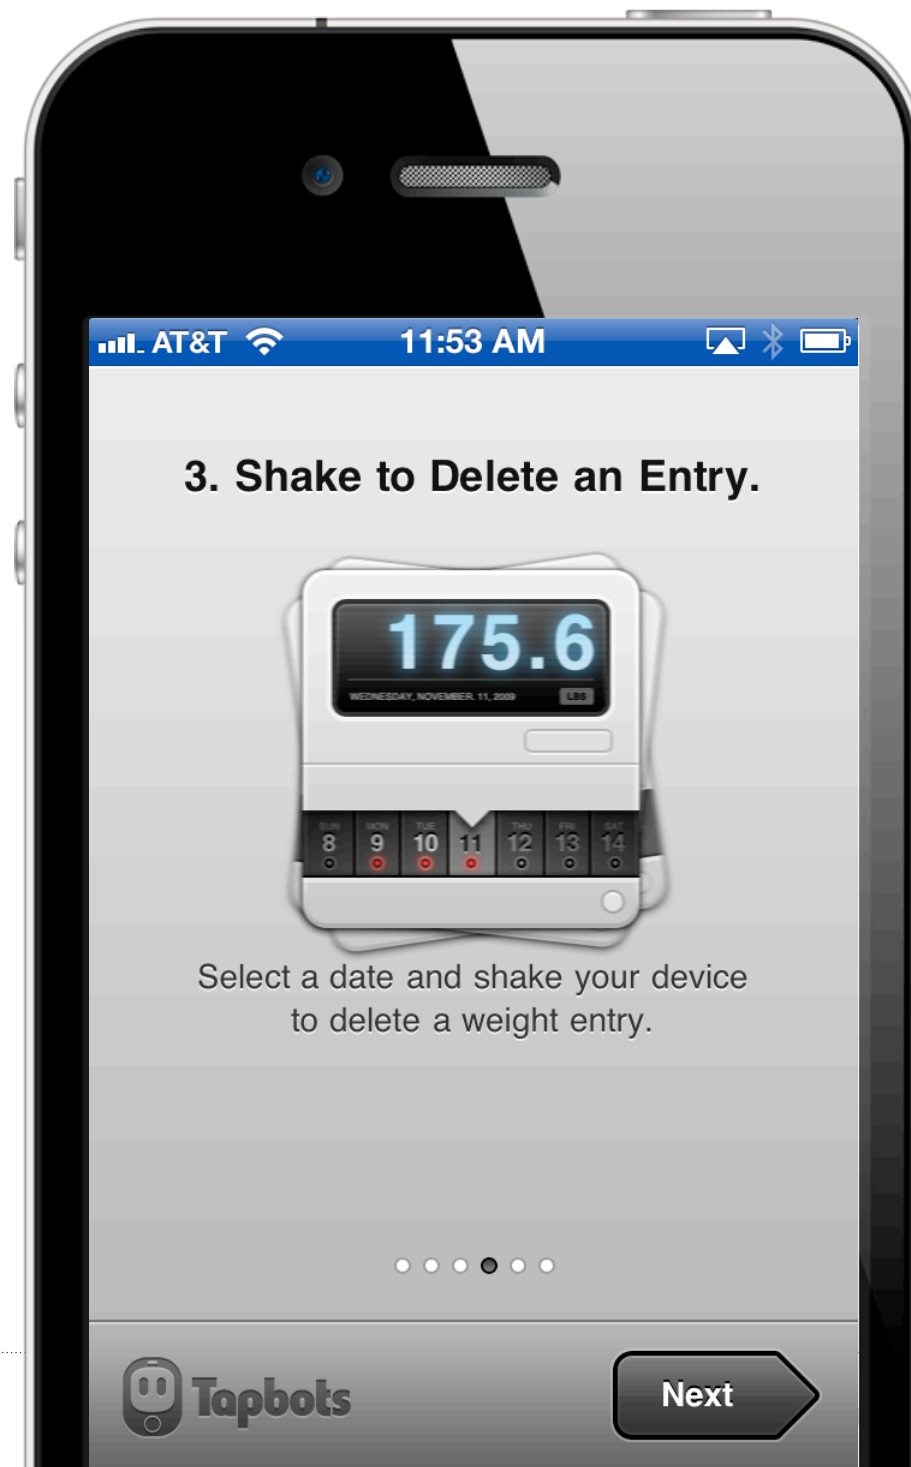 AT&T 11:53 AM
3. Shake to Delete an Entry.
175.6
WEDNESDAY, NOVEMBER. 11, 2009 LBS
SUN MON TUE THU FRI SAT
8 9 10 11 12 13 14
Select a date and shake your device
to delete a weight entry.
Tapbots Next